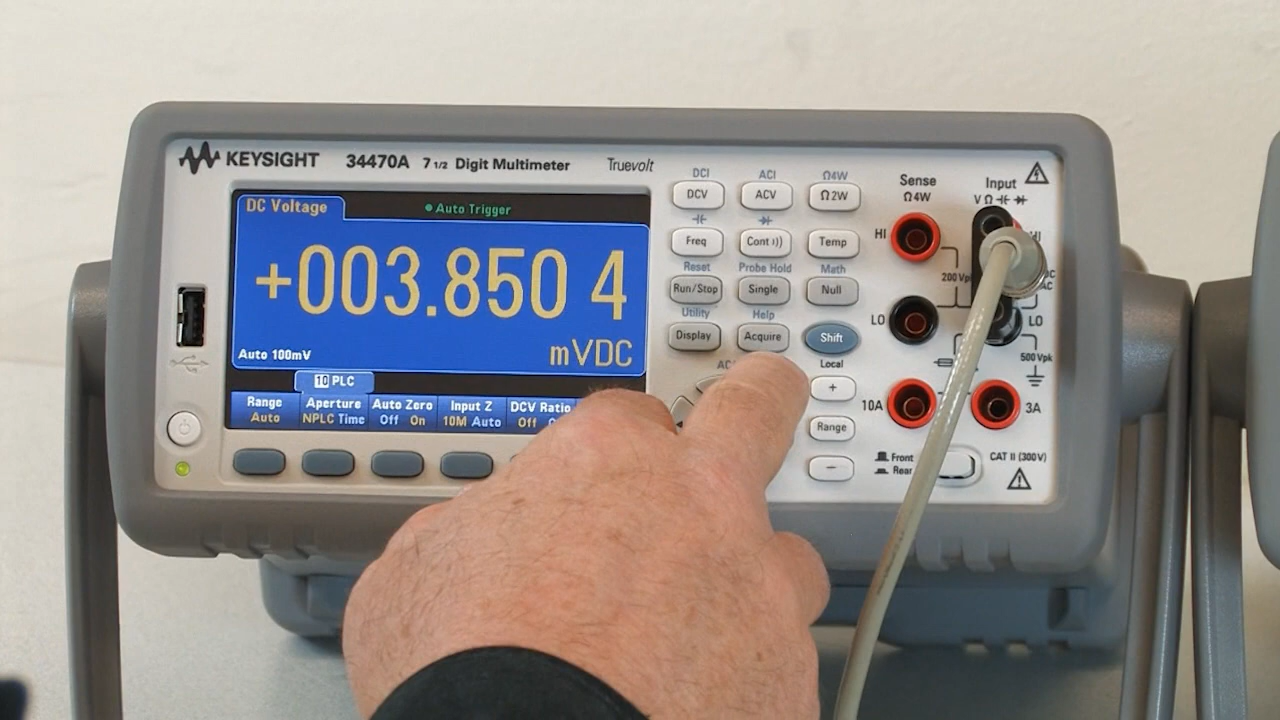 KEYSIGHT 34470A 7 1/2 Digit Multimeter Truevolt
DC Voltage
Auto Trigger
+003.850 4
mVDC
Auto 100mV
10 PLC
Range
Auto
Aperture
NPLC Time
Auto Zero
Off On
Input Z
10M Auto
DCV Ratio
Off
DCI ACI Ω4W
DCV ACV Ω2W
Freq Cont Temp
Reset Probe Hold Math
Run/Stop Single Null
Utility Help
Display Acquire Shift
Local
+
Range
−
Sense
Ω4W
Input
V Ω
HI HI
200 Vpk
LO LO
500 Vpk
10A 3A
Front
Rear
CAT II (300V)